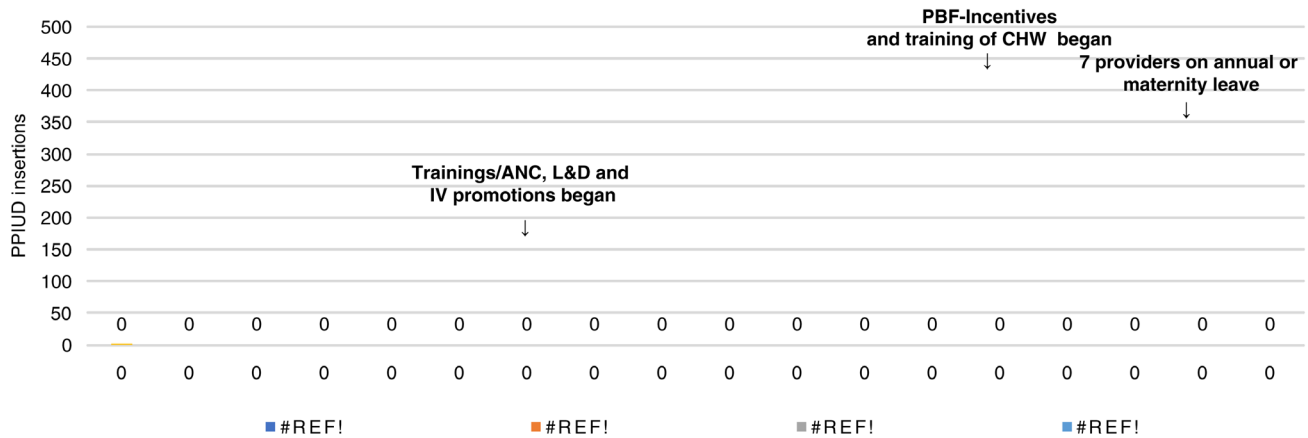 PBF-Incentives
and training of CHW began
7 providers on annual or
maternity leave
Trainings/ANC, L&D and
IV promotions began
↓
↓
↓
PPIUD insertions
500
450
400
350
300
250
200
150
100
50
0
0 0 0 0 0 0 0 0 0 0 0 0 0 0 0 0 0 0
0 0 0 0 0 0 0 0 0 0 0 0 0 0 0 0 0 0
#REF! #REF! #REF! #REF!